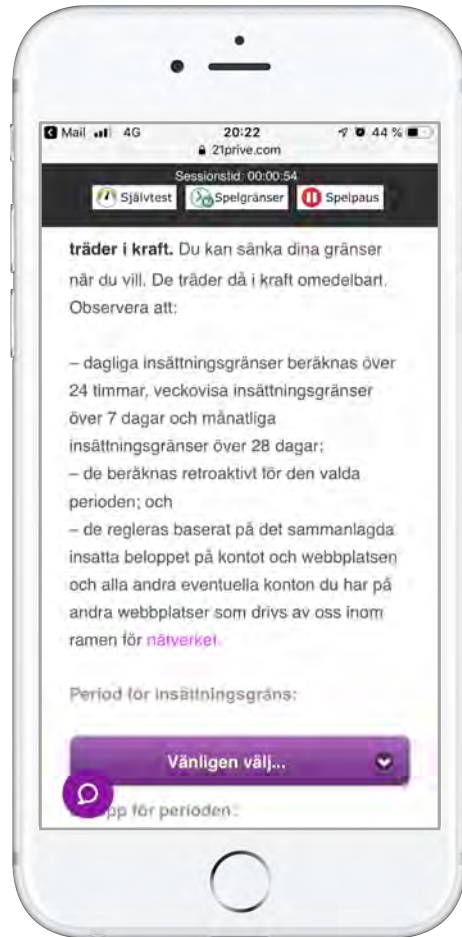 Mail 4G 20:22 44 %
21prive.com
Sessionstid: 00:00:54
Självtest Spelgränser Spelpaus
träder i kraft. Du kan sänka dina gränser
när du vill. De träder då i kraft omedelbart.
Observera att:
– dagliga insättningsgränser beräknas över
24 timmar, veckovisa insättningsgränser
över 7 dagar och månatliga
insättningsgränser över 28 dagar;
– de beräknas retroaktivt för den valda
perioden; och
– de regleras baserat på det sammanlagda
insatta beloppet på kontot och webbplatsen
och alla andra eventuella konton du har på
andra webbplatser som drivs av oss inom
ramen för nätverket.
Period för insättningsgräns:
Vänligen välj...
för perioden: